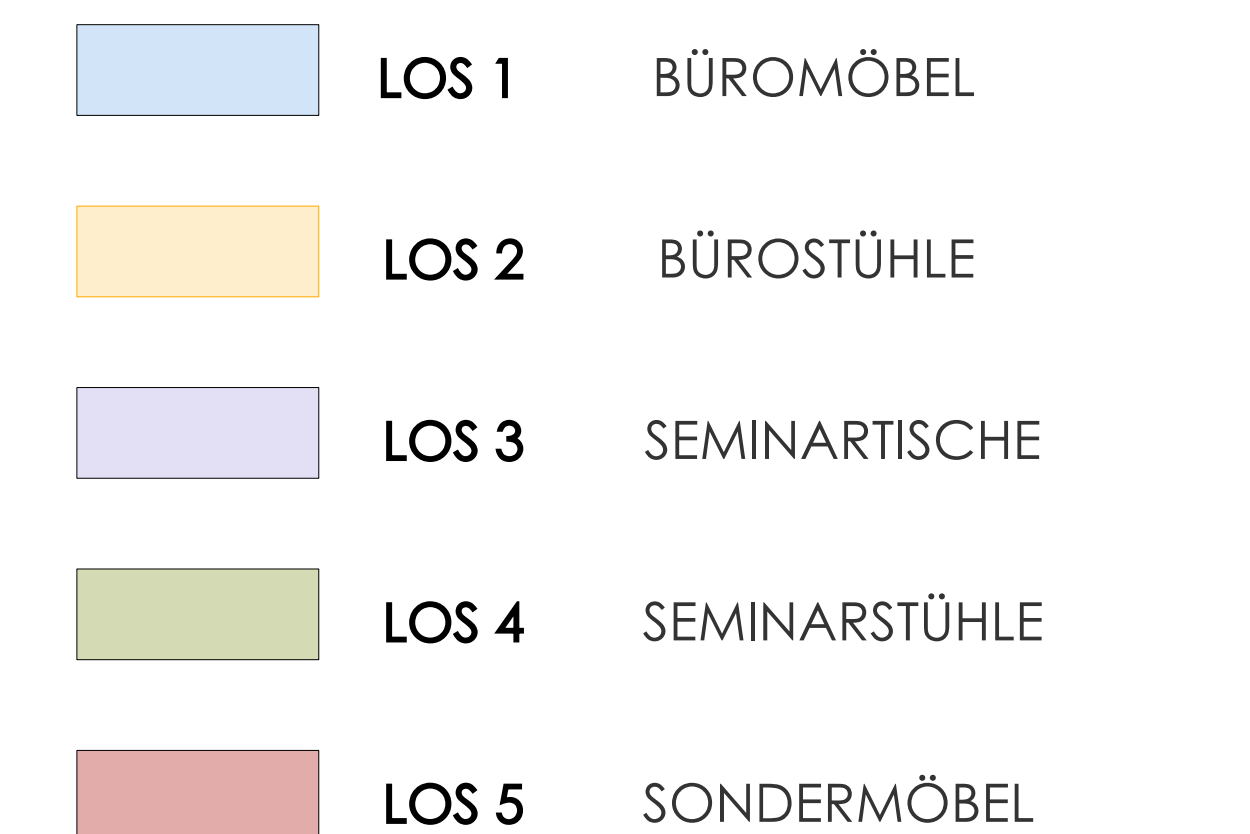 LOS 1 BÜROMÖBEL
LOS 2 BÜROSTÜHLE
LOS 3 SEMINARTISCHE
LOS 4 SEMINARSTÜHLE
LOS 5 SONDERMÖBEL